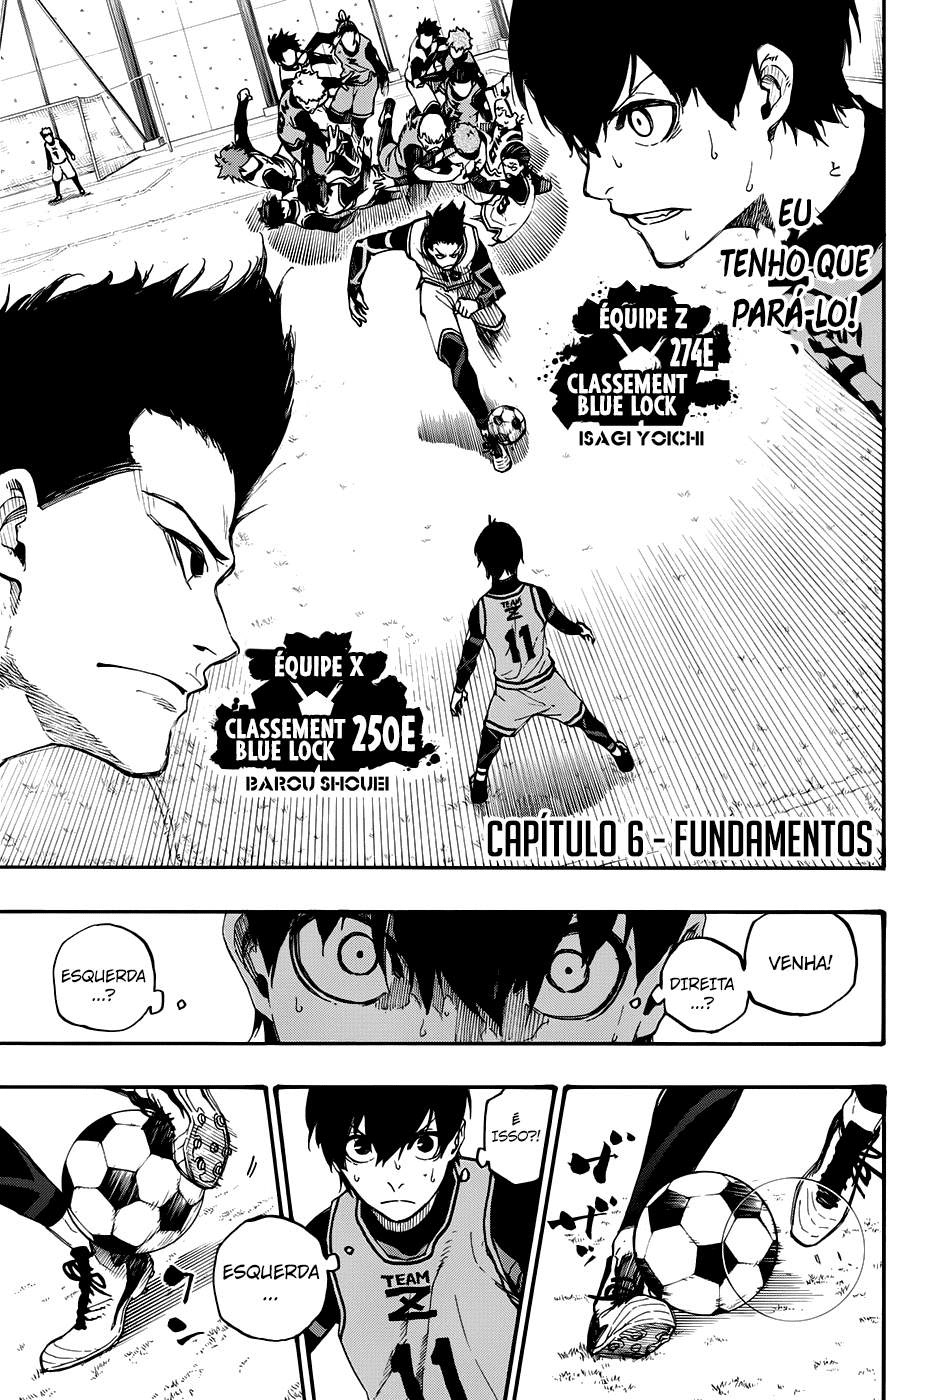 と
EU
TENHO QUE
PARÁ-LO!
ÉQUIPE Z
274E
CLASSEMENT
BLUE LOCK
ISAGI YOICHI
TEAM
Z
11
ÉQUIPE X
CLASSEMENT
BLUE LOCK
250E
BAROU SHOUEI
CAPÍTULO 6 - FUNDAMENTOS
VENHA!
DIREITA
...?
ESQUERDA
...?
É
ISSO?!
ESQUERDA
...
TEAM
Z
11